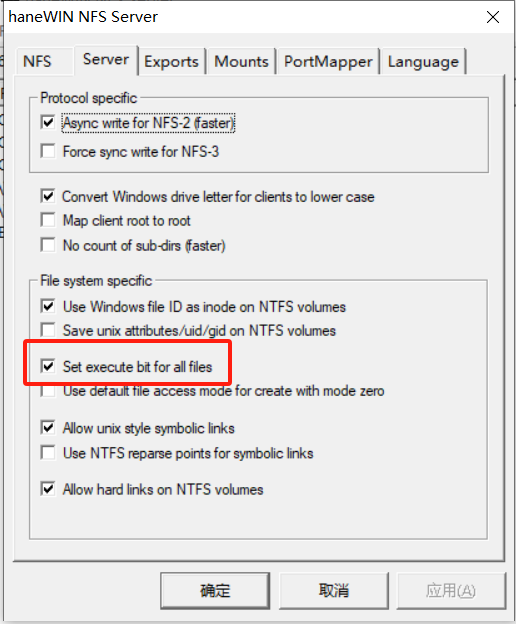 haneWIN NFS Server
NFS Server Exports Mounts PortMapper Language
Protocol specific
Async write for NFS-2 (faster)
Force sync write for NFS-3
Convert Windows drive letter for clients to lower case
Map client root to root
No count of sub-dirs (faster)
File system specific
Use Windows file ID as inode on NTFS volumes
Save unix attributes/uid/gid on NTFS volumes
Set execute bit for all files
Use default file access mode for create with mode zero
Allow unix style symbolic links
Use NTFS reparse points for symbolic links
Allow hard links on NTFS volumes
确定 取消 应用(A)